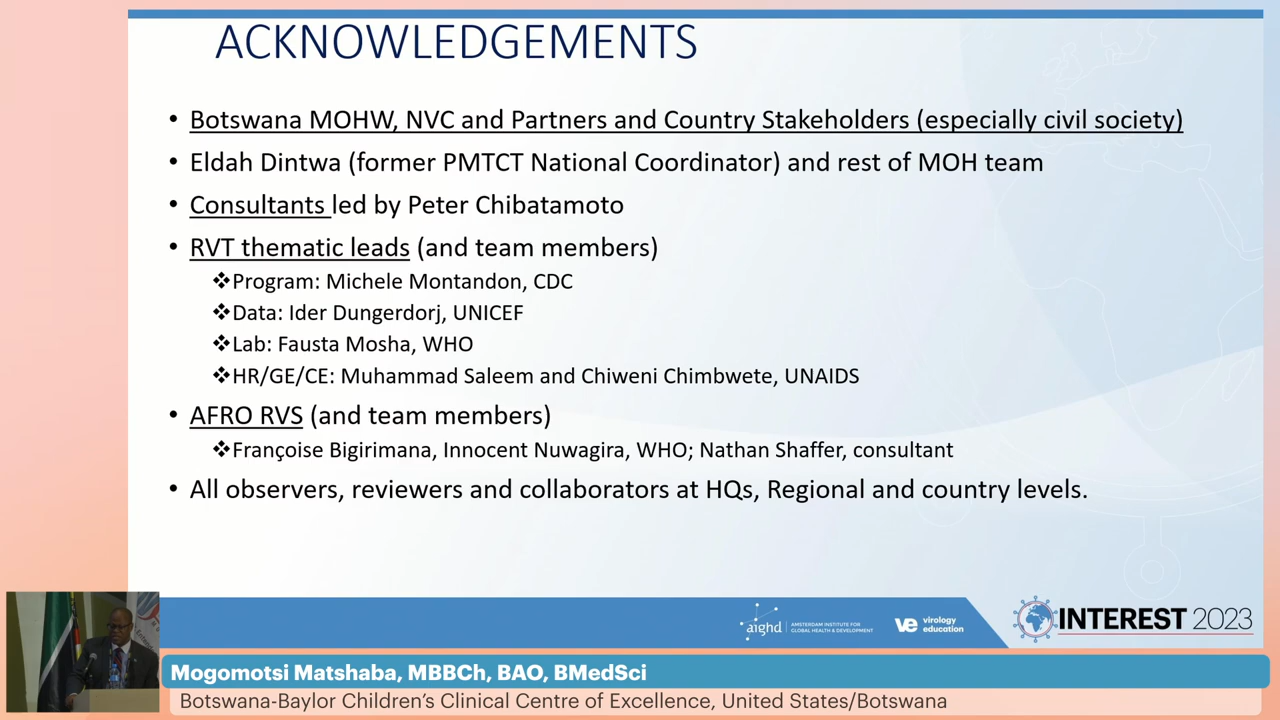 ACKNOWLEDGEMENTS
• Botswana MOHW, NVC and Partners and Country Stakeholders (especially civil society)
• Eldah Dintwa (former PMTCT National Coordinator) and rest of MOH team
• Consultants led by Peter Chibatamoto
• RVT thematic leads (and team members)
❖Program: Michele Montandon, CDC
❖Data: Ider Dungerdorj, UNICEF
❖Lab: Fausta Mosha, WHO
❖HR/GE/CE: Muhammad Saleem and Chiweni Chimbwete, UNAIDS
• AFRO RVS (and team members)
❖Françoise Bigirimana, Innocent Nuwagira, WHO; Nathan Shaffer, consultant
• All observers, reviewers and collaborators at HQs, Regional and country levels.
aighd
AMSTERDAM INSTITUTE FOR
GLOBAL HEALTH & DEVELOPMENT
ve virology
education
INTEREST 2023
Mogomotsi Matshaba, MBBCh, BAO, BMedSci
Botswana-Baylor Children's Clinical Centre of Excellence, United States/Botswana